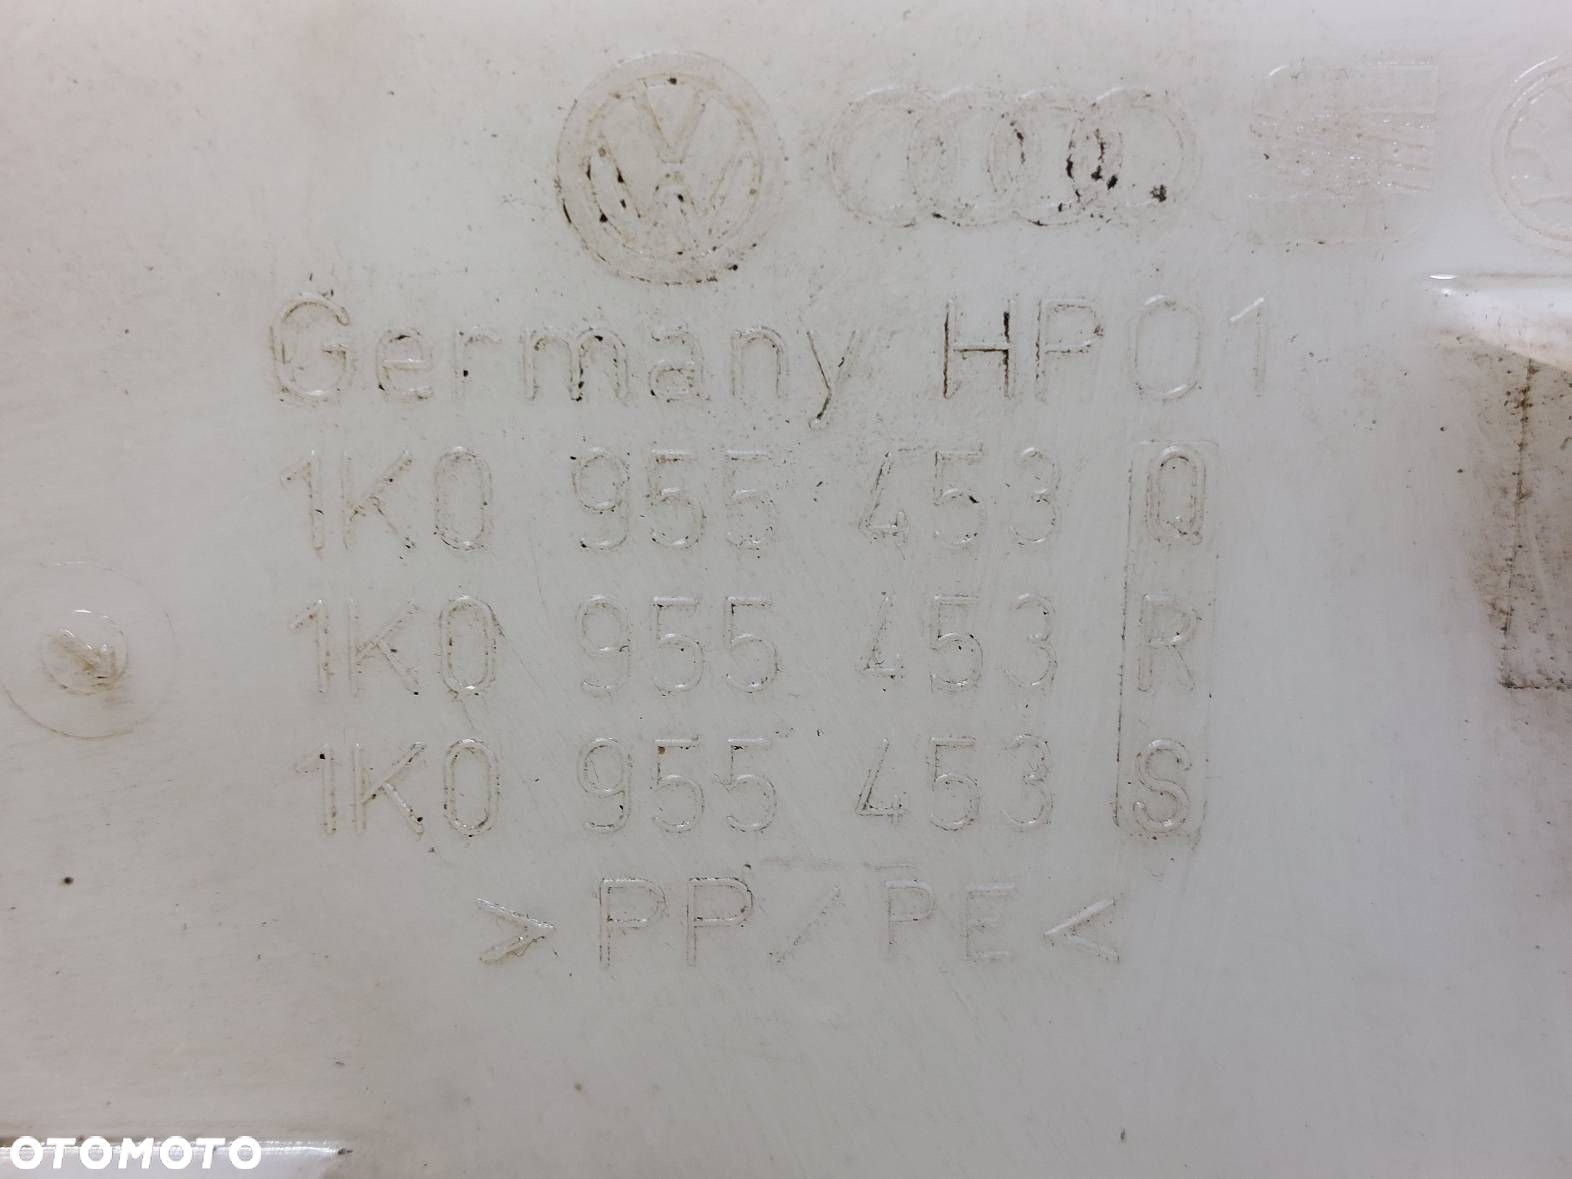 Germany HP01
1K0 955 453 Q
1K0 955 453 R
1K0 955 453 S
>PP/PE<
OTOMOTO